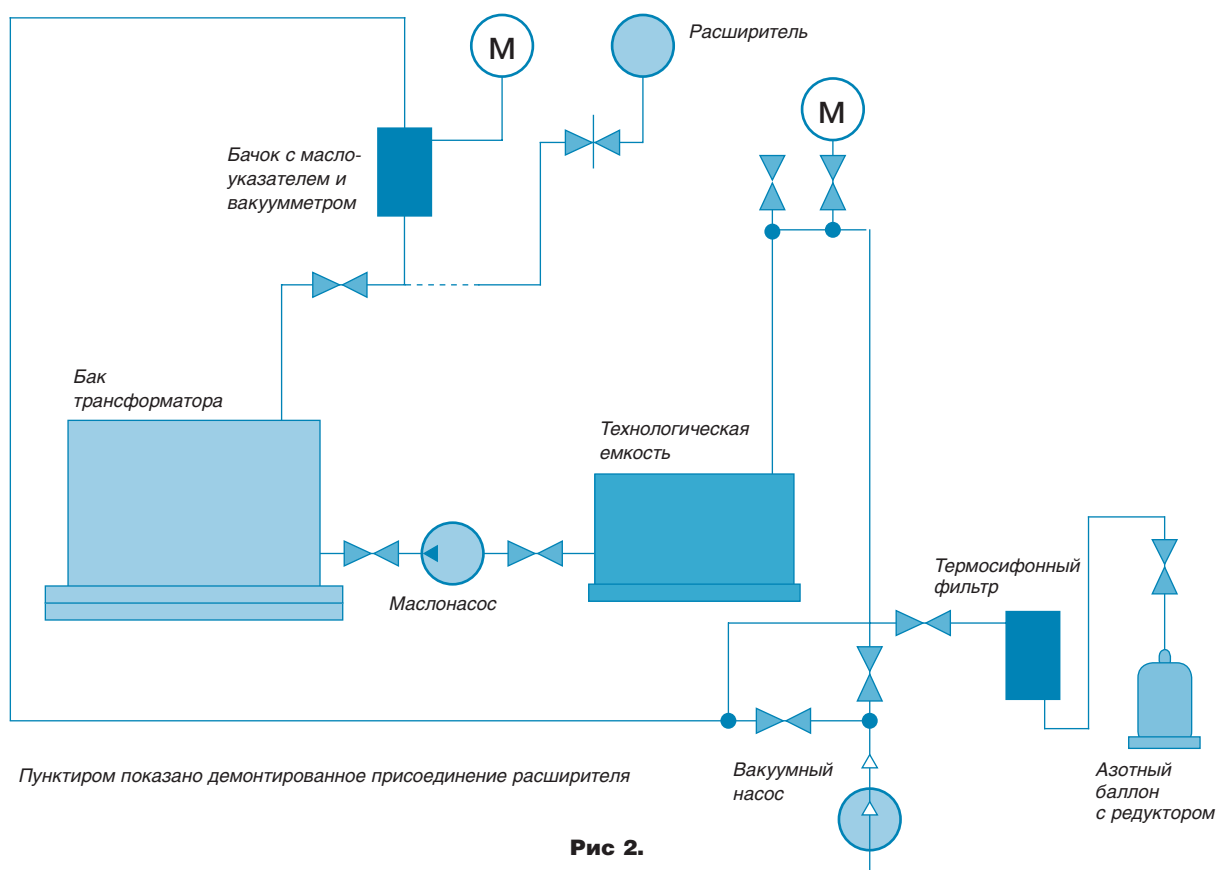 М
Расширитель
М
Бачок с масло-
указателем и
вакуумметром
Бак
трансформатора
Технологическая
емкость
Маслонасос
Термосифонный
фильтр
Пунктиром показано демонтированное присоединение расширителя
Вакуумный
насос
Азотный
баллон
с редуктором
Рис 2.